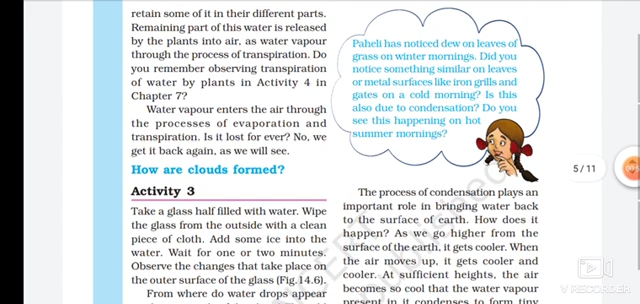 retain some of it in their different parts.
Remaining part of this water is released
by the plants into air, as water vapour
through the process of transpiration. Do
you remember observing transpiration
of water by plants in Activity 4 in
Chapter 7?
Water vapour enters the air through
the processes of evaporation and
transpiration. Is it lost for ever? No, we
get it back again, as we will see.
How are clouds formed?
Activity 3
Take a glass half filled with water. Wipe
the glass from the outside with a clean
piece of cloth. Add some ice into the
water. Wait for one or two minutes.
Observe the changes that take place on
the outer surface of the glass (Fig.14.6).
From where do water drops appear
Paheli has noticed dew on leaves of
grass on winter mornings. Did you
notice something similar on leaves
or metal surfaces like iron grills and
gates on a cold morning? Is this
also due to condensation? Do you
see this happening on hot
summer mornings?
The process of condensation plays an
important role in bringing water back
to the surface of earth. How does it
happen? As we go higher from the
surface of the earth, it gets cooler. When
the air moves up, it gets cooler and
cooler. At sufficient heights, the air
becomes so cool that the water vapour
present in it condenses to form tiny
5 / 11
published
V RECORDER